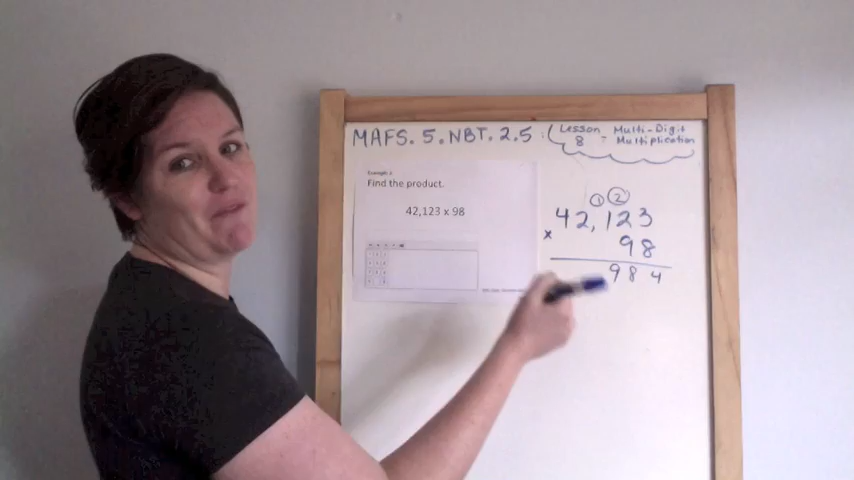 MAFS. 5. NBT. 2.5 : Lesson 8 - Multi-Digit Multiplication
Find the product.
42,123 x 98
1 2
42,123
x 98
984